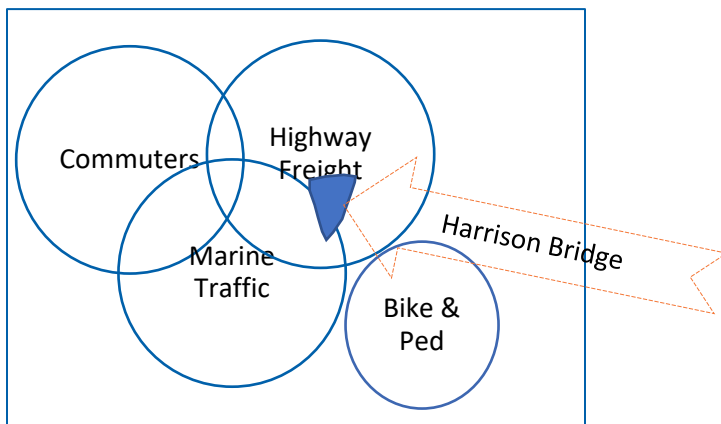 Commuters
Highway
Freight
Marine
Traffic
Harrison Bridge
Bike &
Ped